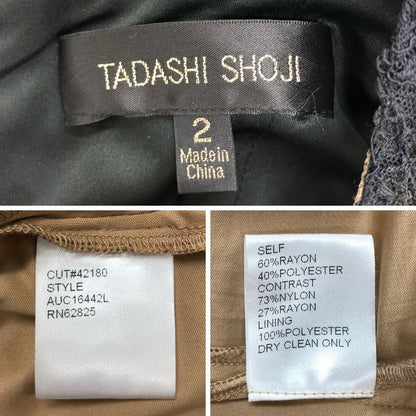 TADASHI SHOJI
2
Made in
China
CUT#42180
STYLE
AUC16442L
RN62825
SELF
60%RAYON
40%POLYESTER
CONTRAST
73%NYLON
27%RAYON
LINING
100%POLYESTER
DRY CLEAN ONLY